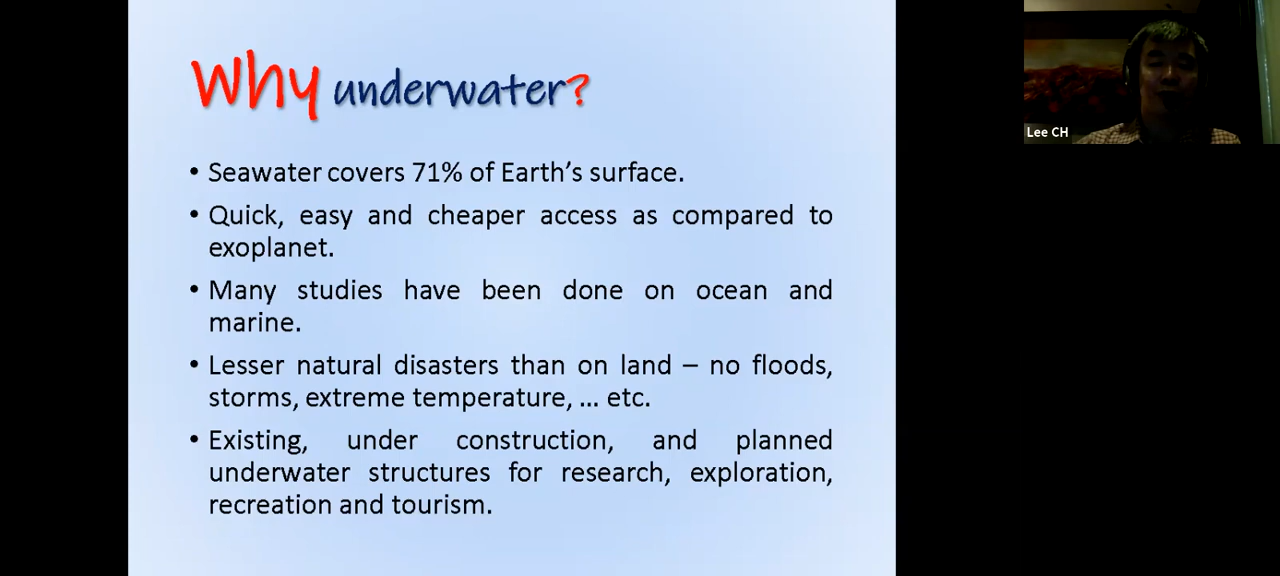 Why underwater?
• Seawater covers 71% of Earth's surface.
• Quick, easy and cheaper access as compared to
exoplanet.
• Many studies have been done on ocean and
marine.
• Lesser natural disasters than on land – no floods,
storms, extreme temperature, ... etc.
• Existing, under construction, and planned
underwater structures for research, exploration,
recreation and tourism.
Lee CH